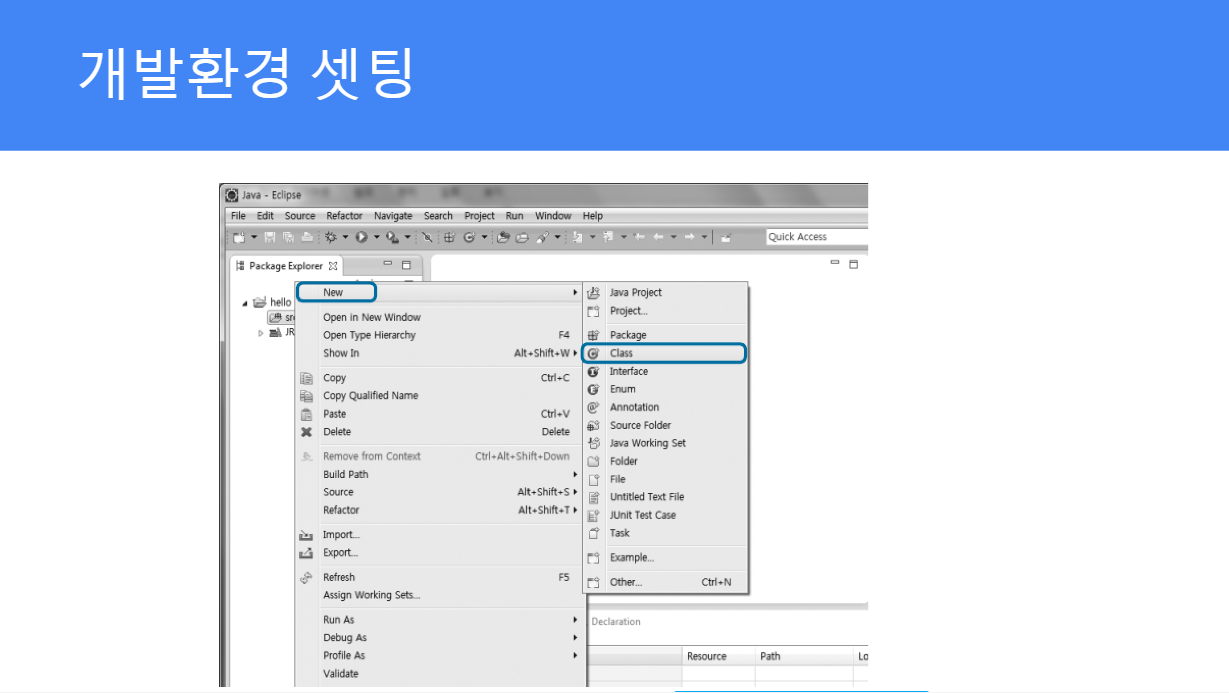 개발환경 셋팅
Java - Eclipse
File Edit Source Refactor Navigate Search Project Run Window Help
Quick Access
Package Explorer
hello
New
Java Project
Project...
Open in New Window
Open Type Hierarchy F4
Package
Show In Alt+Shift+W
Class
Interface
Copy Ctrl+C
Enum
Copy Qualified Name
Annotation
Paste Ctrl+V
Source Folder
Delete Delete
Java Working Set
Remove from Context Ctrl+Alt+Shift+Down
Folder
Build Path
File
Source Alt+Shift+S
Untitled Text File
Refactor Alt+Shift+T
JUnit Test Case
Task
Import...
Export...
Example...
Refresh F5
Other... Ctrl+N
Assign Working Sets...
Run As
Declaration
Debug As
Profile As
Resource Path Lo
Validate